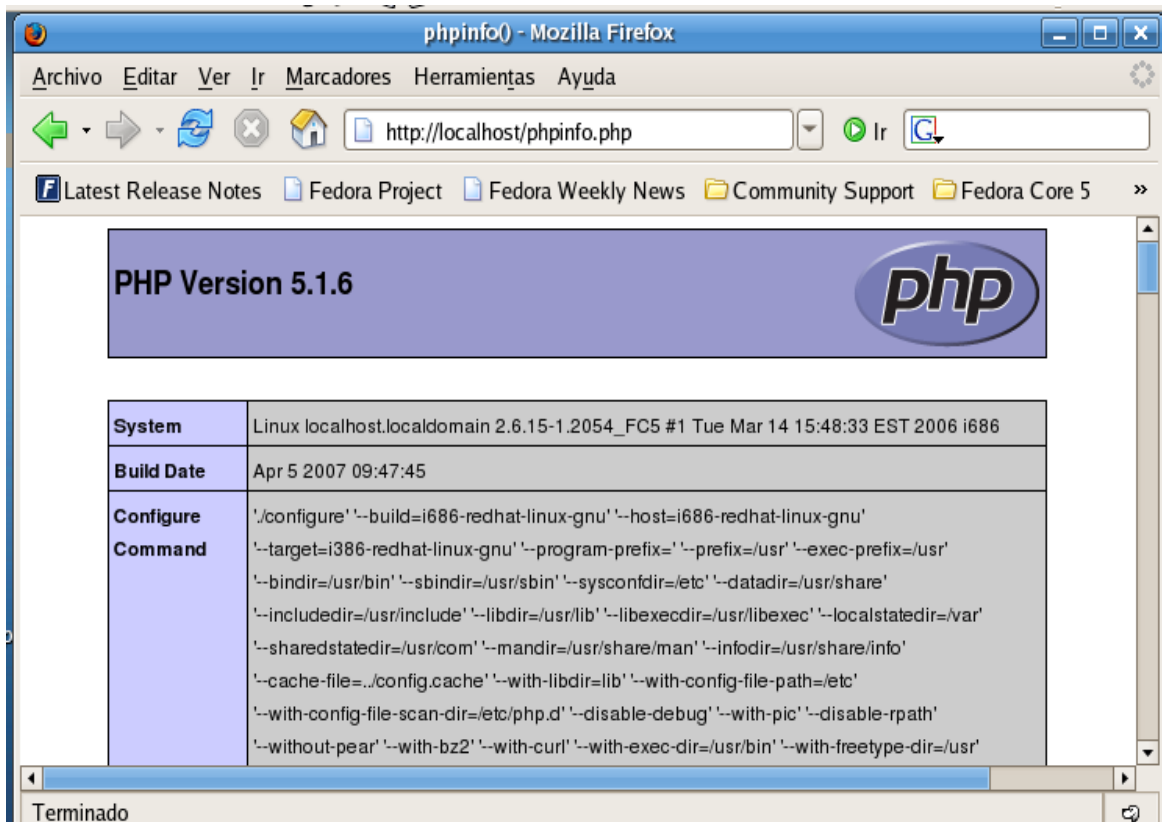 phpinfo() - Mozilla Firefox
Archivo Editar Ver Ir Marcadores Herramientas Ayuda
http://localhost/phpinfo.php Ir G
Latest Release Notes Fedora Project Fedora Weekly News Community Support Fedora Core 5 »
PHP Version 5.1.6 php
System Linux localhost.localdomain 2.6.15-1.2054_FC5 #1 Tue Mar 14 15:48:33 EST 2006 i686
Build Date Apr 5 2007 09:47:45
Configure './configure' '--build=i686-redhat-linux-gnu' '--host=i686-redhat-linux-gnu'
Command '--target=i386-redhat-linux-gnu' '--program-prefix=' '--prefix=/usr' '--exec-prefix=/usr'
'--bindir=/usr/bin' '--sbindir=/usr/sbin' '--sysconfdir=/etc' '--datadir=/usr/share'
'--includedir=/usr/include' '--libdir=/usr/lib' '--libexecdir=/usr/libexec' '--localstatedir=/var'
'--sharedstatedir=/usr/com' '--mandir=/usr/share/man' '--infodir=/usr/share/info'
'--cache-file=../config.cache' '--with-libdir=lib' '--with-config-file-path=/etc'
'--with-config-file-scan-dir=/etc/php.d' '--disable-debug' '--with-pic' '--disable-rpath'
'--without-pear' '--with-bz2' '--with-curl' '--with-exec-dir=/usr/bin' '--with-freetype-dir=/usr'
Terminado